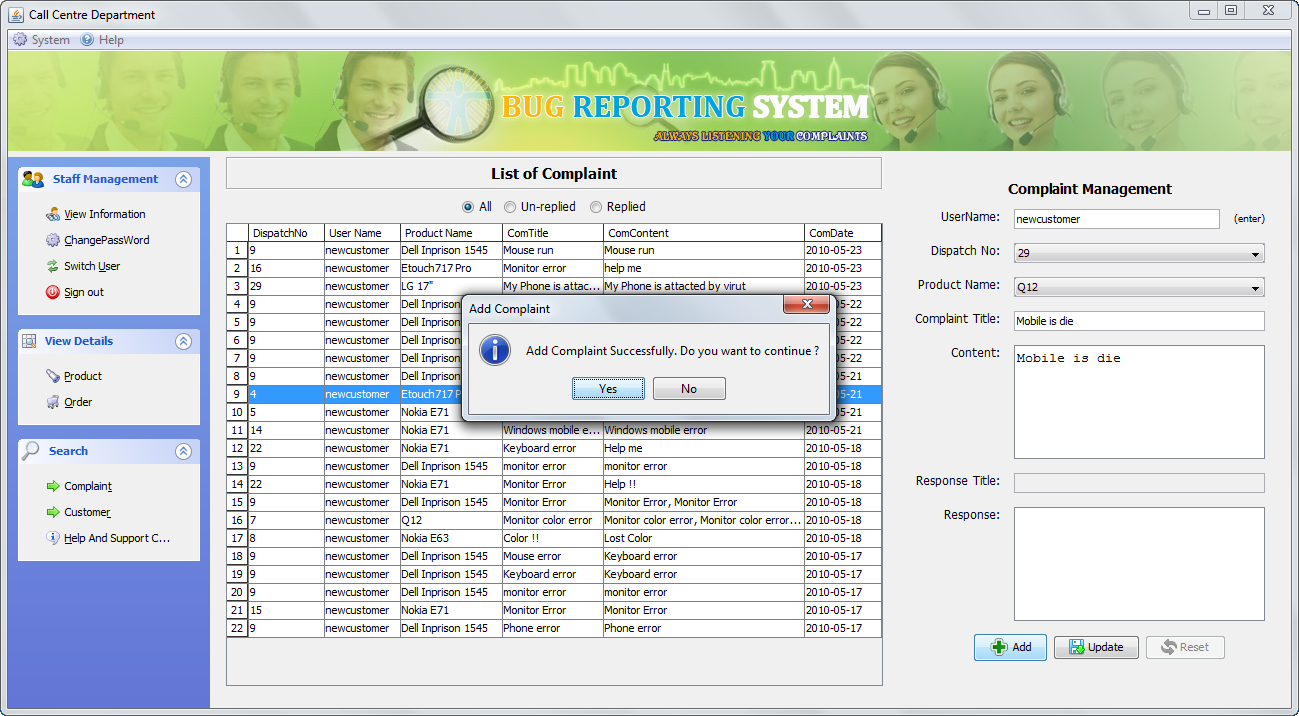 Call Centre Department
System Help
BUG REPORTING SYSTEM
ALWAYS LISTENING YOUR COMPLAINTS
Staff Management
View Information
ChangePassWord
Switch User
Sign out
View Details
Product
Order
Search
Complaint
Customer
Help And Support C...
List of Complaint
All Un-replied Replied
DispatchNo User Name Product Name ComTitle ComContent ComDate
1 9 newcustomer Dell Inprison 1545 Mouse run Mouse run 2010-05-23
2 16 newcustomer Etouch717 Pro Monitor error help me 2010-05-23
3 29 newcustomer LG 17" My Phone is attac... My Phone is attacted by virut 2010-05-23
4 9 newcustomer Dell Inprison 05-22
5 9 newcustomer Dell Inprison 05-22
6 9 newcustomer Dell Inprison 05-22
7 9 newcustomer Dell Inprison 05-22
8 9 newcustomer Dell Inprison 05-21
9 4 newcustomer Etouch717 P 05-21
10 5 newcustomer Nokia E71 05-21
11 14 newcustomer Nokia E71 Windows mobile e... Windows mobile error 2010-05-21
12 22 newcustomer Nokia E71 Keyboard error Help me 2010-05-18
13 9 newcustomer Dell Inprison 1545 monitor error monitor error 2010-05-18
14 22 newcustomer Nokia E71 Monitor Error Help !! 2010-05-18
15 9 newcustomer Dell Inprison 1545 Monitor Error Monitor Error, Monitor Error 2010-05-18
16 7 newcustomer Q12 Monitor color error Monitor color error, Monitor color error... 2010-05-18
17 8 newcustomer Nokia E63 Color !! Lost Color 2010-05-18
18 9 newcustomer Dell Inprison 1545 Mouse error Keyboard error 2010-05-17
19 9 newcustomer Dell Inprison 1545 Keyboard error Keyboard error 2010-05-17
20 9 newcustomer Dell Inprison 1545 monitor error monitor error 2010-05-17
21 15 newcustomer Nokia E71 Monitor Error Monitor Error 2010-05-17
22 9 newcustomer Dell Inprison 1545 Phone error Phone error 2010-05-17
Add Complaint
Add Complaint Successfully. Do you want to continue ?
Yes No
Complaint Management
UserName: newcustomer (enter)
Dispatch No: 29
Product Name: Q12
Complaint Title: Mobile is die
Content: Mobile is die
Response Title:
Response:
Add Update Reset